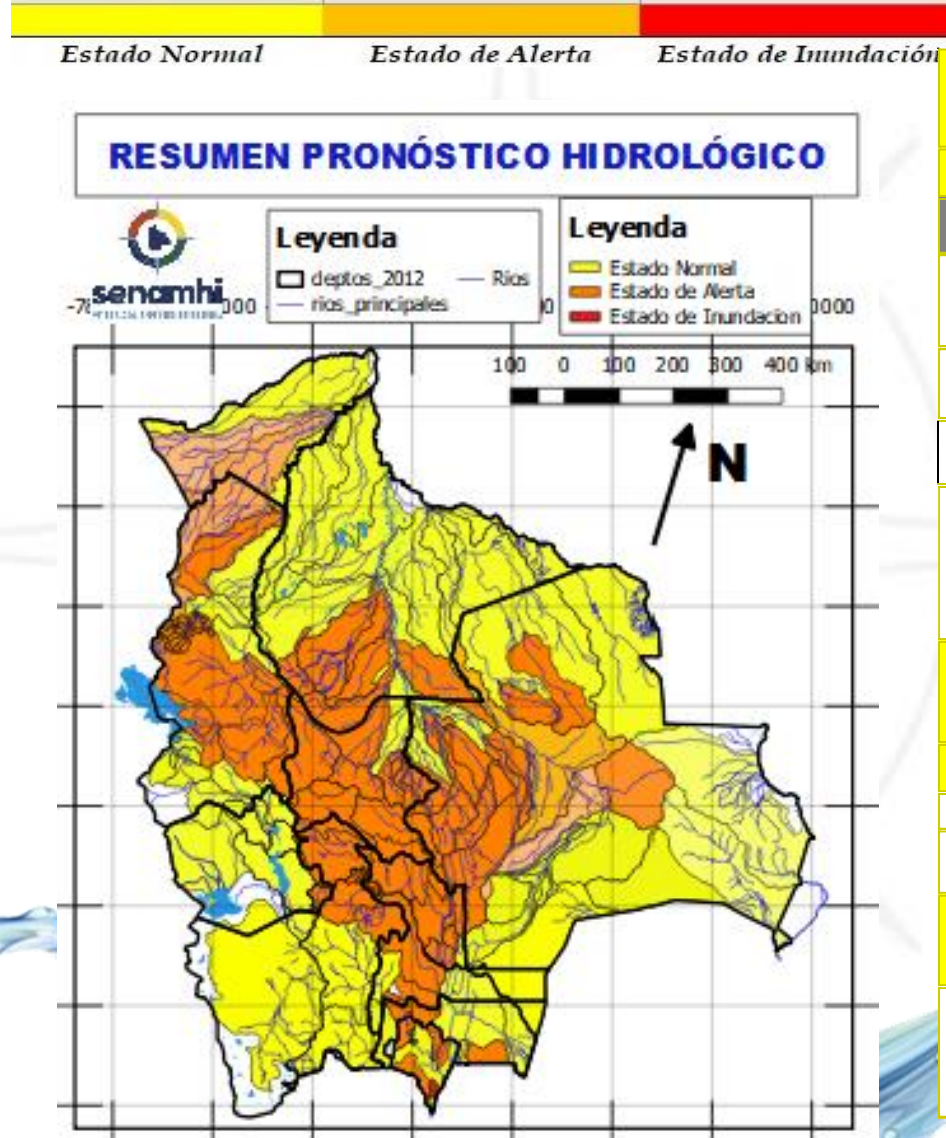 Estado Normal Estado de Alerta Estado de Inundación
RESUMEN PRONÓSTICO HIDROLÓGICO
senamhi
Leyenda
deptos_2012 Rios
rios_principales
Leyenda
Estado Normal
Estado de Alerta
Estado de Inundacion
100 0 100 200 300 400 km
N